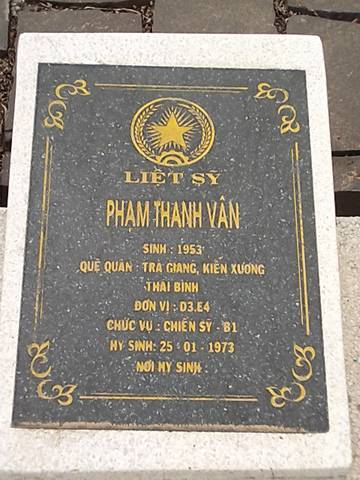 LIỆT SỸ
PHẠM THANH VÂN
SINH : 1953
QUÊ QUÁN : TRÀ GIANG, KIẾN XƯƠNG
THÁI BÌNH
ĐƠN VỊ : D3.E4
CHỨC VỤ : CHIẾN SỸ - B1
HY SINH: 25 - 01 - 1973
NƠI HY SINH